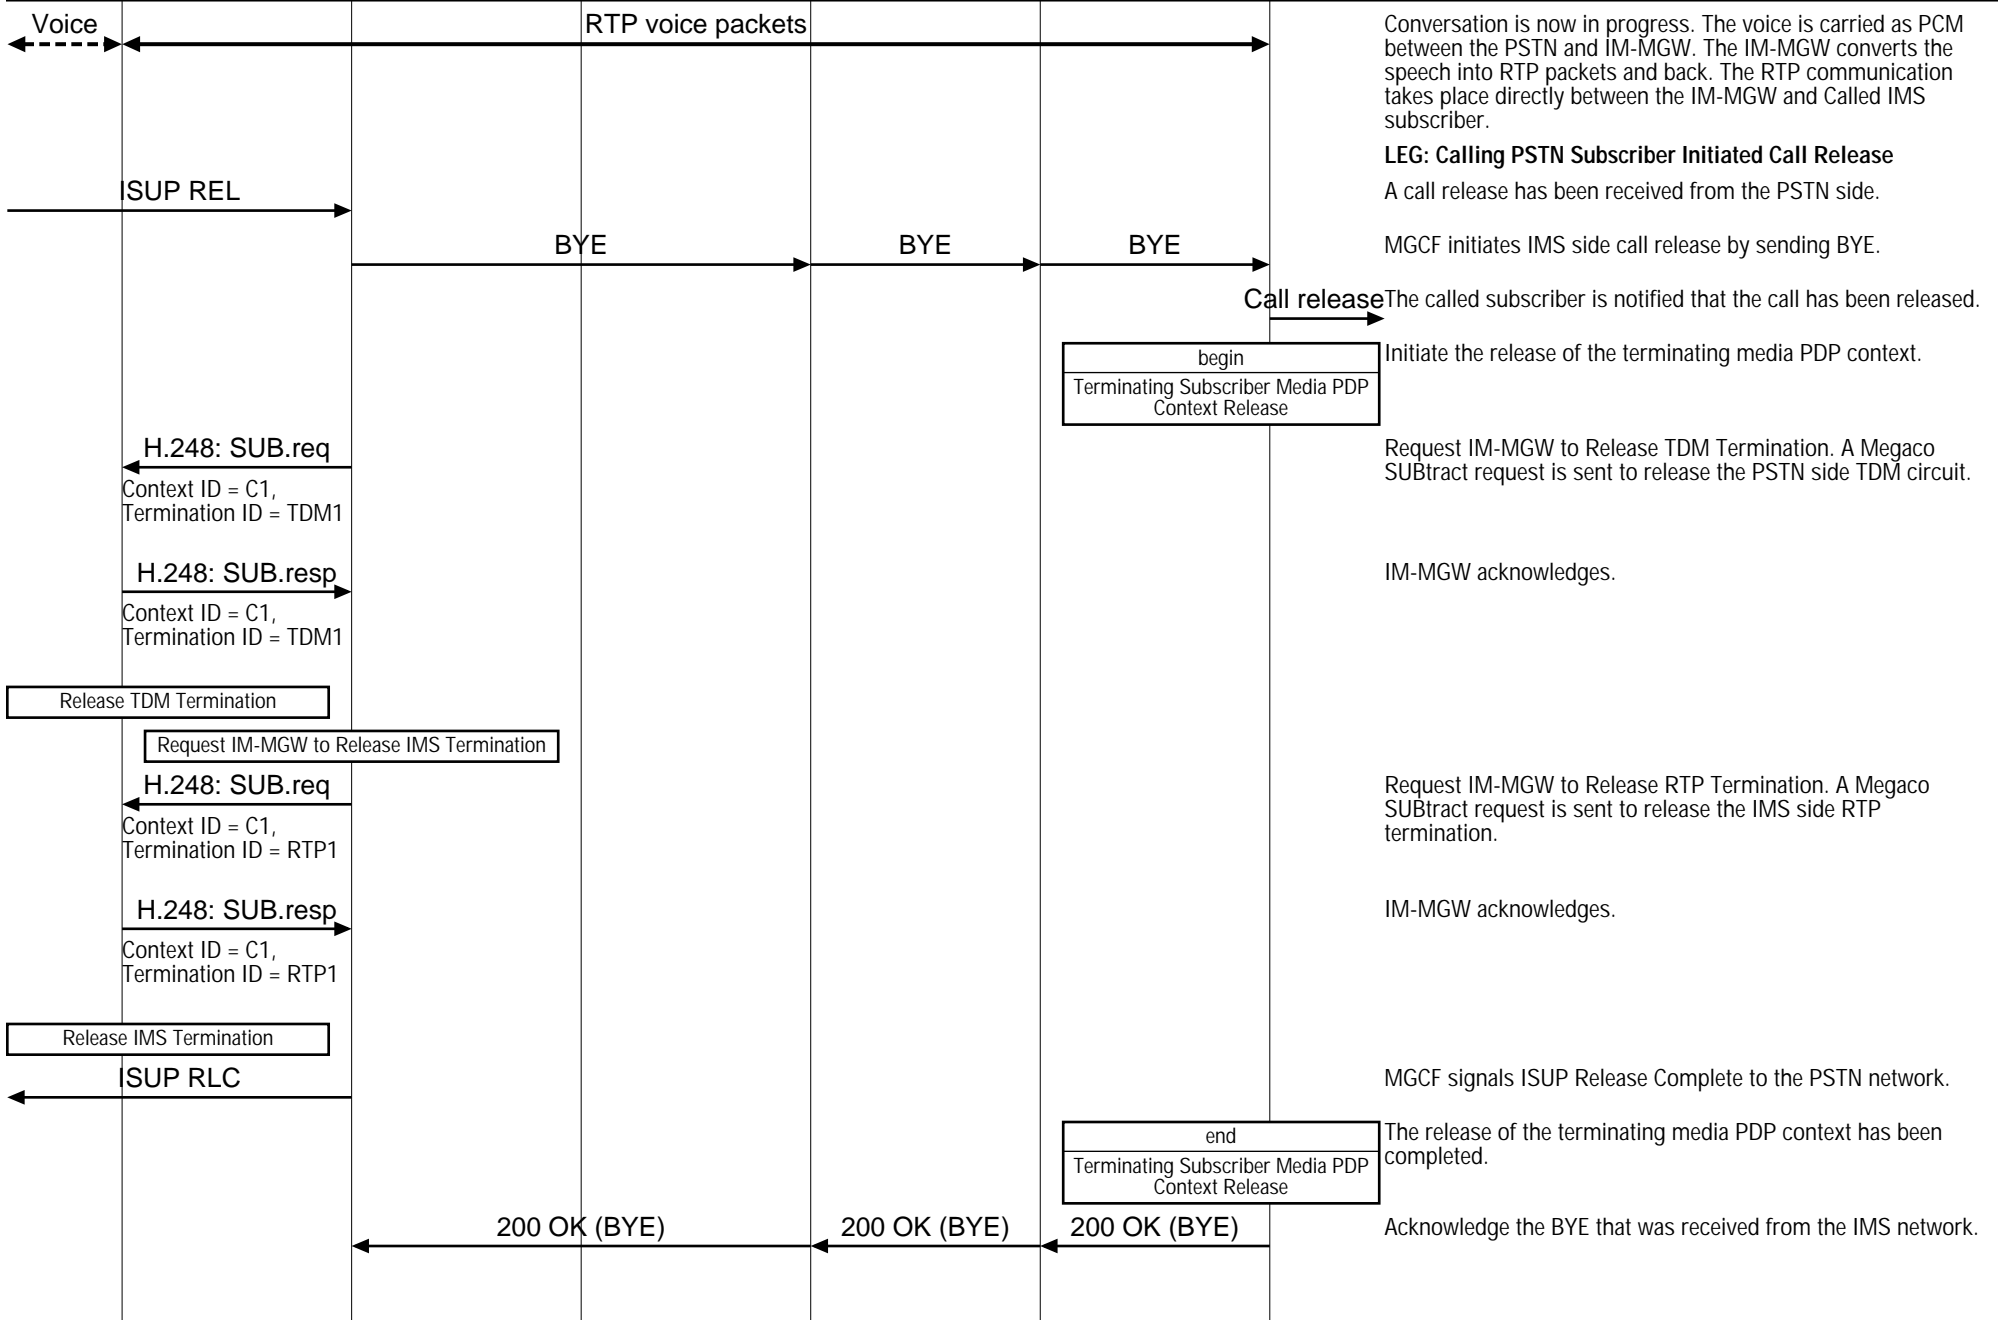 Voice
RTP voice packets
Conversation is now in progress. The voice is carried as PCM
between the PSTN and IM-MGW. The IM-MGW converts the
speech into RTP packets and back. The RTP communication
takes place directly between the IM-MGW and Called IMS
subscriber.
LEG: Calling PSTN Subscriber Initiated Call Release
ISUP REL
A call release has been received from the PSTN side.
BYE
BYE
BYE
MGCF initiates IMS side call release by sending BYE.
Call release
The called subscriber is notified that the call has been released.
begin
Terminating Subscriber Media PDP
Context Release
Initiate the release of the terminating media PDP context.
H.248: SUB.req
Context ID = C1,
Termination ID = TDM1
Request IM-MGW to Release TDM Termination. A Megaco
SUBtract request is sent to release the PSTN side TDM circuit.
H.248: SUB.resp
Context ID = C1,
Termination ID = TDM1
IM-MGW acknowledges.
Release TDM Termination
Request IM-MGW to Release IMS Termination
H.248: SUB.req
Context ID = C1,
Termination ID = RTP1
Request IM-MGW to Release RTP Termination. A Megaco
SUBtract request is sent to release the IMS side RTP
termination.
H.248: SUB.resp
Context ID = C1,
Termination ID = RTP1
IM-MGW acknowledges.
Release IMS Termination
ISUP RLC
MGCF signals ISUP Release Complete to the PSTN network.
end
Terminating Subscriber Media PDP
Context Release
The release of the terminating media PDP context has been
completed.
200 OK (BYE)
200 OK (BYE)
200 OK (BYE)
Acknowledge the BYE that was received from the IMS network.